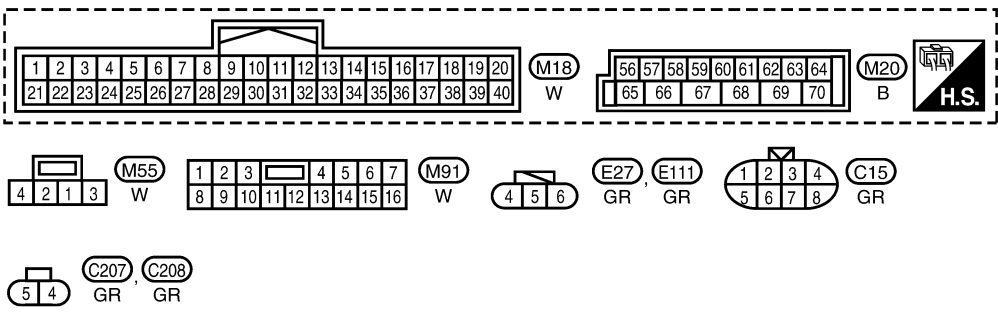 1 2 3 4 5 6 7 8 9 10 11 12 13 14 15 16 17 18 19 20
21 22 23 24 25 26 27 28 29 30 31 32 33 34 35 36 37 38 39 40
M18
W
56 57 58 59 60 61 62 63 64
65 66 67 68 69 70
M20
B
H.S.
4 2 1 3
M55
W
1 2 3 4 5 6 7
8 9 10 11 12 13 14 15 16
M91
W
4 5 6
E27 , E111
GR GR
1 2 3 4
5 6 7 8
C15
GR
5 4
C207 , C208
GR GR